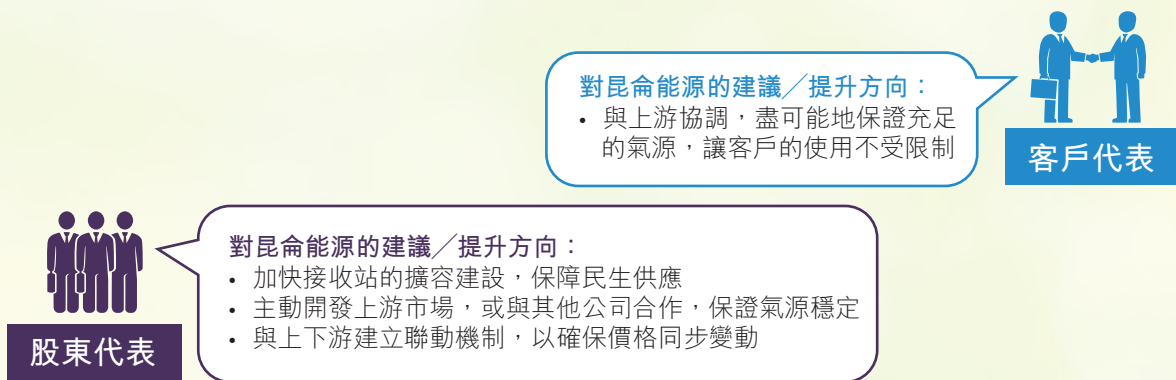 對昆侖能源的建議╱提升方向：
• 與上游協調，盡可能地保證充足
的氣源，讓客戶的使用不受限制
客戶代表
對昆侖能源的建議╱提升方向：
• 加快接收站的擴容建設，保障民生供應
• 主動開發上游市場，或與其他公司合作，保證氣源穩定
• 與上下游建立聯動機制，以確保價格同步變動
股東代表